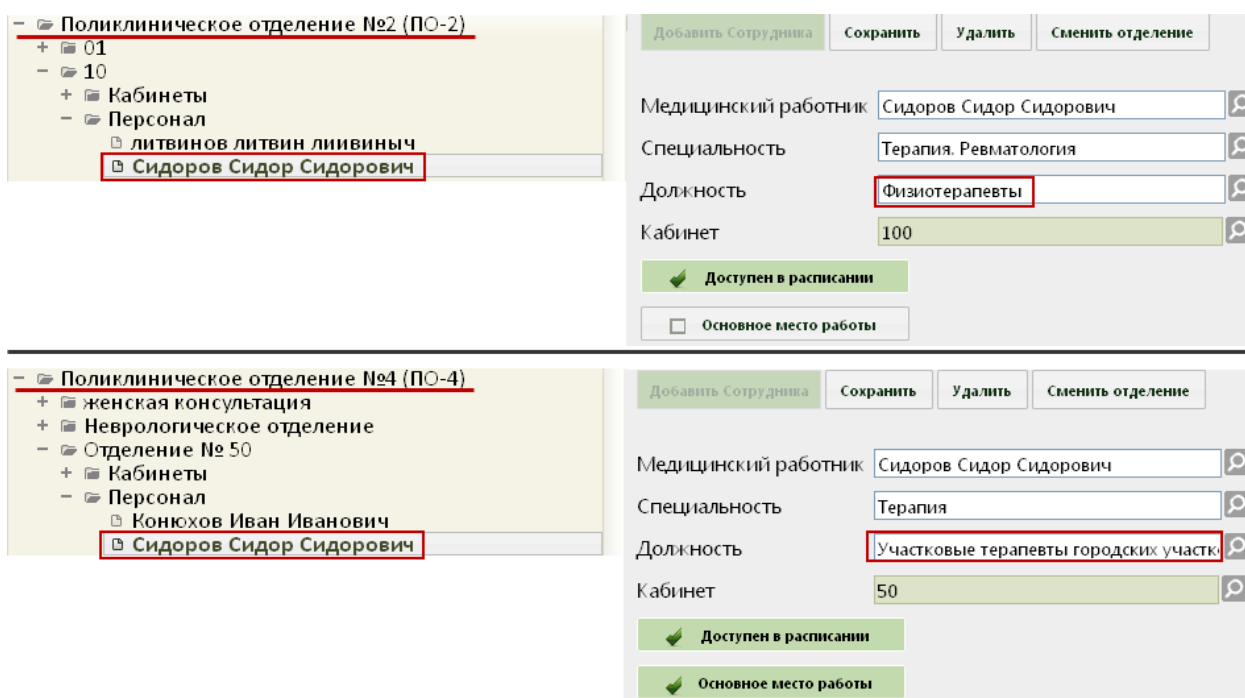 Поликлиническое отделение №2 (ПО-2)
01
10
Кабинеты
Персонал
литвинов литвин лиивиныч
Сидоров Сидор Сидорович
Добавить Сотрудника Сохранить Удалить Сменить отделение
Медицинский работник Сидоров Сидор Сидорович
Специальность Терапия. Ревматология
Должность Физиотерапевты
Кабинет 100
Доступен в расписании
Основное место работы
Поликлиническое отделение №4 (ПО-4)
женская консультация
Неврологическое отделение
Отделение № 50
Кабинеты
Персонал
Конюхов Иван Иванович
Сидоров Сидор Сидорович
Добавить Сотрудника Сохранить Удалить Сменить отделение
Медицинский работник Сидоров Сидор Сидорович
Специальность Терапия
Должность Участковые терапевты городских участк
Кабинет 50
Доступен в расписании
Основное место работы